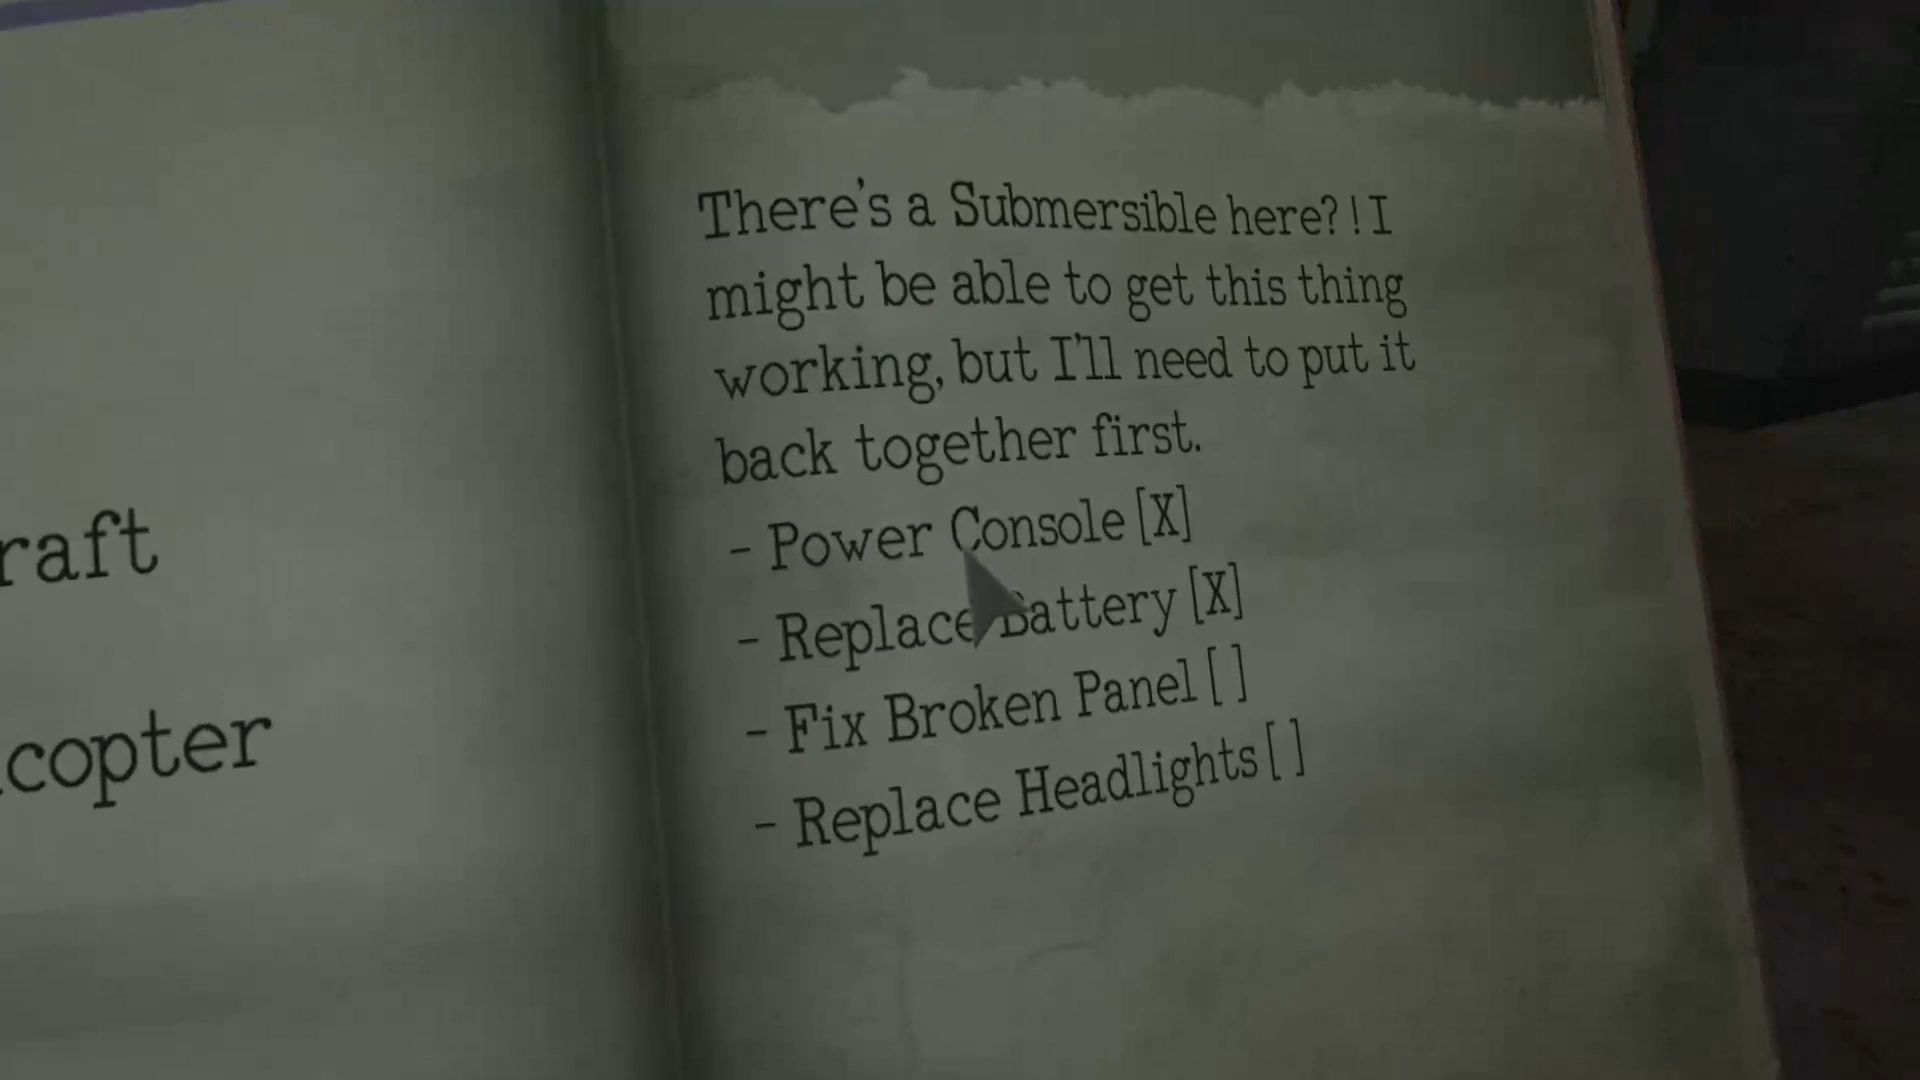 raft
copter
There's a Submersible here?! I
might be able to get this thing
working, but I'll need to put it
back together first.
- Power Console [X]
- Replace Battery [X]
- Fix Broken Panel [ ]
- Replace Headlights [ ]